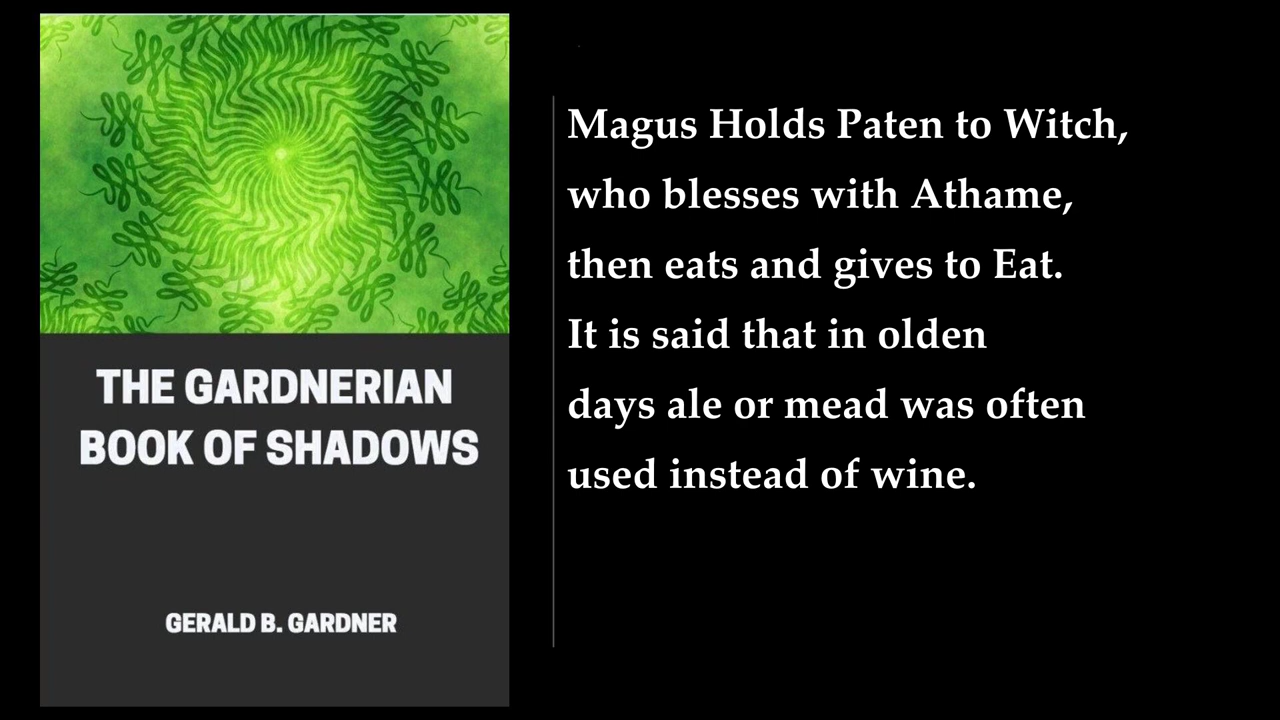 THE GARDNERIAN
BOOK OF SHADOWS
GERALD B. GARDNER
Magus Holds Paten to Witch,
who blesses with Athame,
then eats and gives to Eat.
It is said that in olden
days ale or mead was often
used instead of wine.